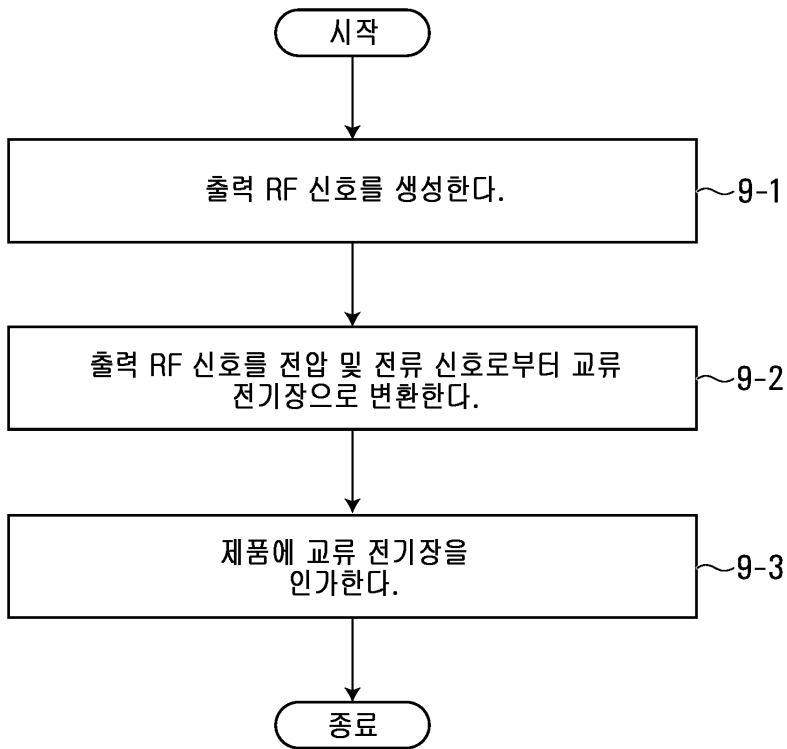 시작
출력 RF 신호를 생성한다.
9-1
출력 RF 신호를 전압 및 전류 신호로부터 교류
전기장으로 변환한다.
9-2
제품에 교류 전기장을
인가한다.
9-3
종료